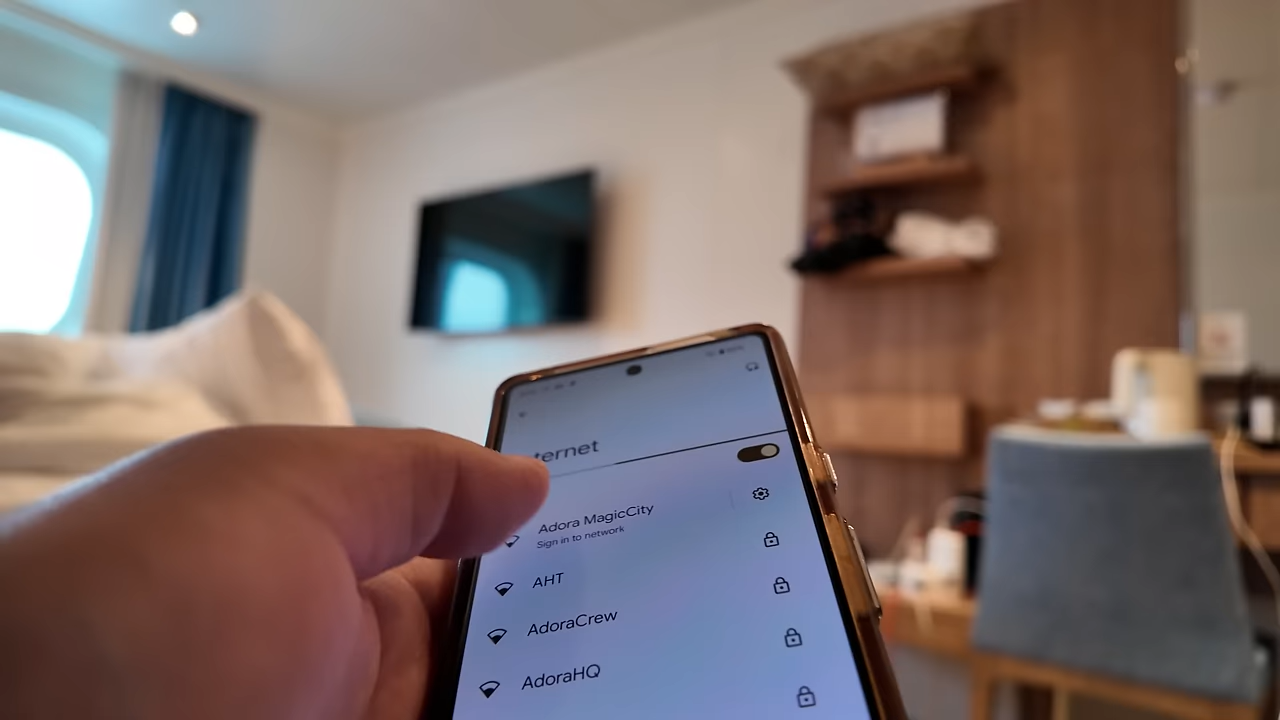 ternet
Adora MagicCity
Sign in to network
AHT
AdoraCrew
AdoraHQ